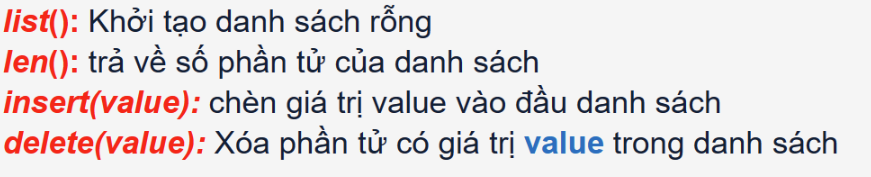 list(): Khởi tạo danh sách rỗng
len(): trả về số phần tử của danh sách
insert(value): chèn giá trị value vào đầu danh sách
delete(value): Xóa phần tử có giá trị value trong danh sách